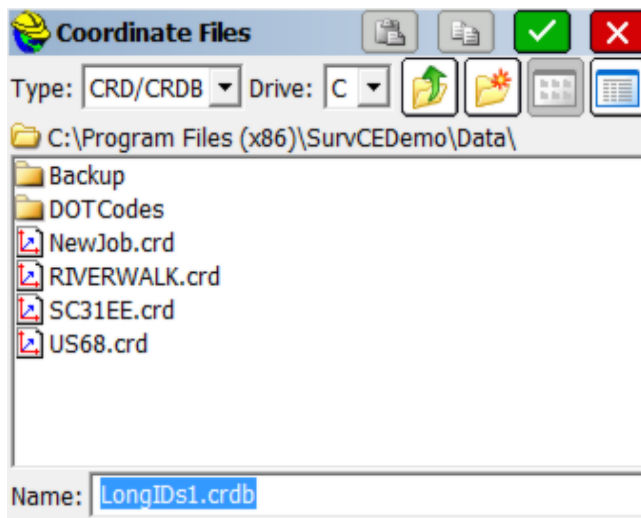 Coordinate Files
Type: CRD/CRDB Drive: C
C:\Program Files (x86)\SurvCEDemo\Data\
Backup
DOTCodes
NewJob.crd
RIVERWALK.crd
SC31EE.crd
US68.crd
Name: LongIDs1.crdb